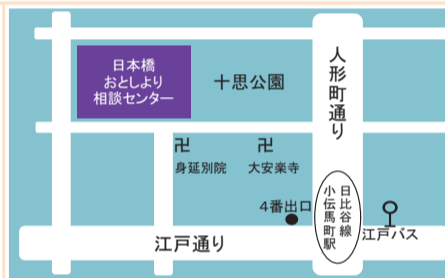 日本橋
おとしより
相談センター
十思公園
人形町通り
卍
身延別院
卍
大安楽寺
4番出口
日比谷線
小伝馬町駅
江戸バス
江戸通り